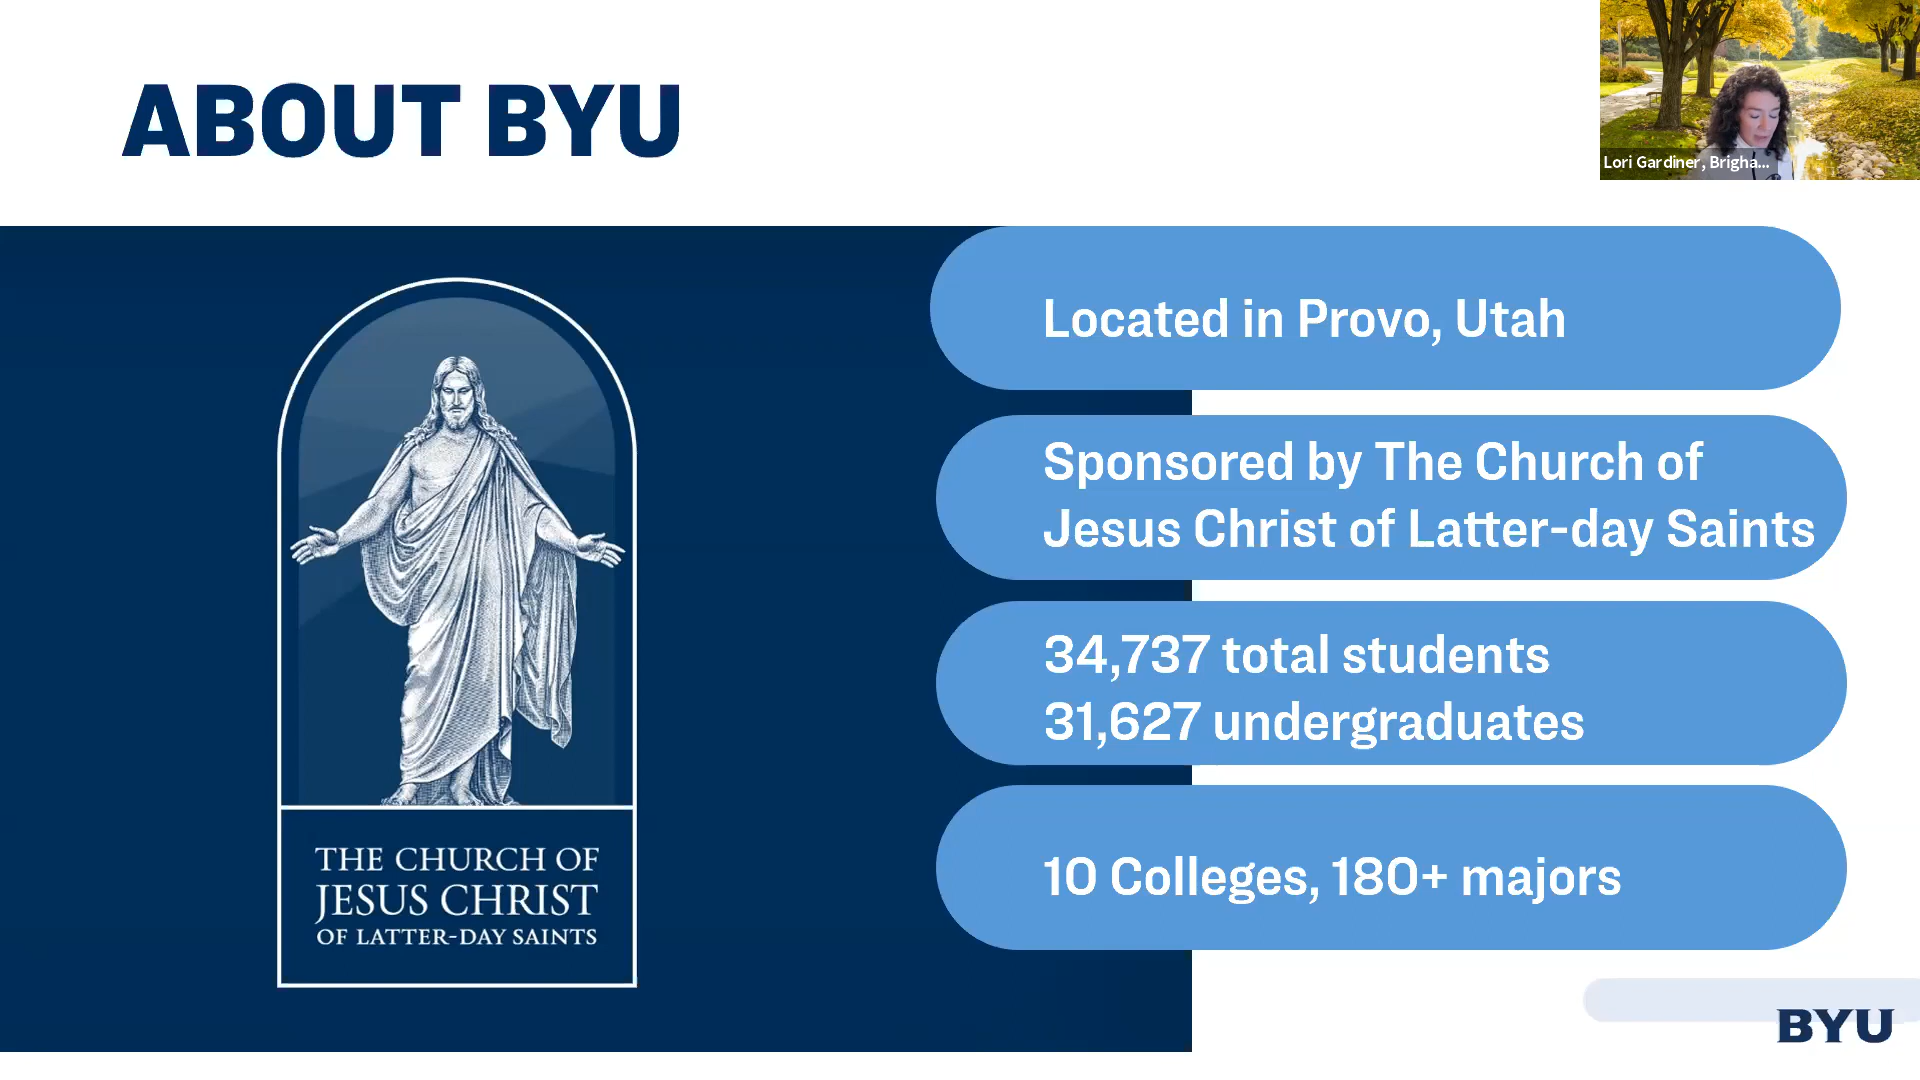 ABOUT BYU
Lori Gardiner, Brigha...
Located in Provo, Utah
Sponsored by The Church of
Jesus Christ of Latter-day Saints
34,737 total students
31,627 undergraduates
10 Colleges, 180+ majors
THE CHURCH OF
JESUS CHRIST
OF LATTER-DAY SAINTS
BYU